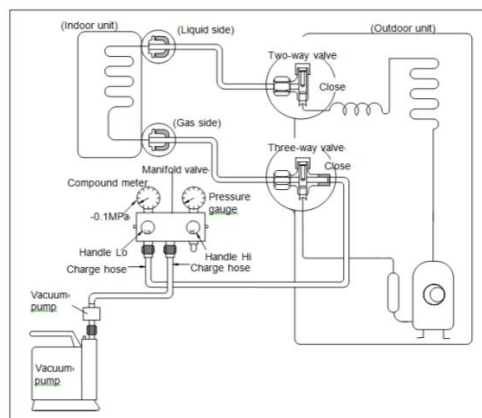 (Indoor unit)
(Liquid side)
(Outdoor unit)
Two-way valve
Close
(Gas side)
Three-way valve
Close
Manifold valve
Compound meter
Pressure
gauge
-0.1MPa
Handle Lo
Handle Hi
Charge hose
Charge hose
Vacuum-
pump
Vacuum-
pump